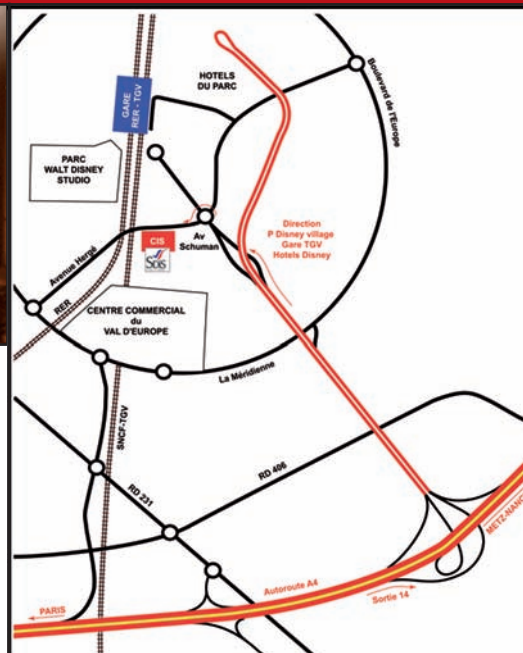 HOTELS
DU PARC
Boulevard de l'Europe
GARE
RER - TGV
PARC
WALT DISNEY
STUDIO
Direction
P Disney village
Gare TGV
Hotels Disney
Av
Schuman
CIS
SDIS
Avenue Hergé
RER
CENTRE COMMERCIAL
du
VAL D'EUROPE
La Méridienne
SNCF-TGV
RD 406
RD 231
METZ-NANC
Autoroute A4
Sortie 14
PARIS